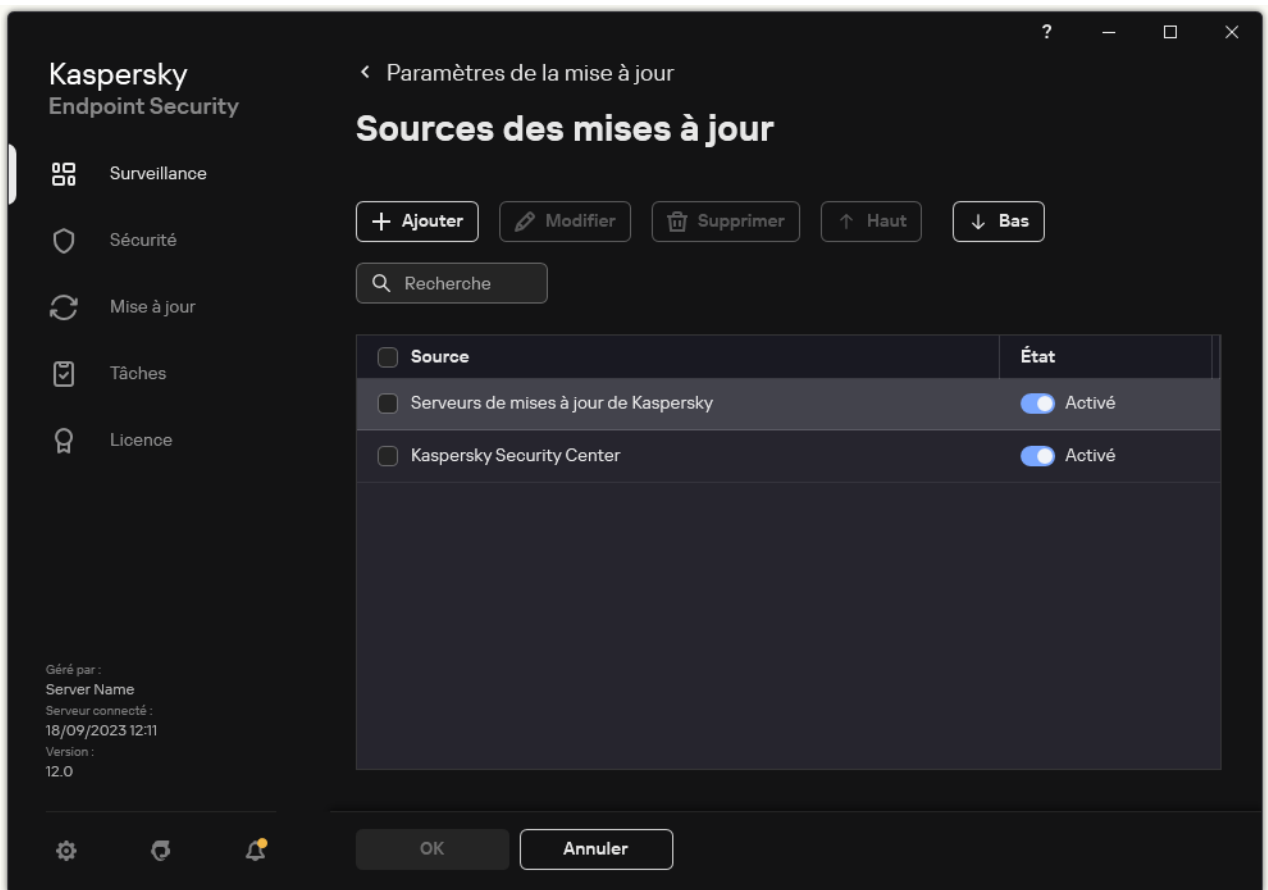 ?
Kaspersky
Endpoint Security
Surveillance
Sécurité
Mise à jour
Tâches
Licence
Géré par :
Server Name
Serveur connecté :
18/09/2023 12:11
Version :
12.0
Paramètres de la mise à jour
Sources des mises à jour
Ajouter Modifier Supprimer Haut Bas
Recherche
Source État
Serveurs de mises à jour de Kaspersky Activé
Kaspersky Security Center Activé
OK Annuler